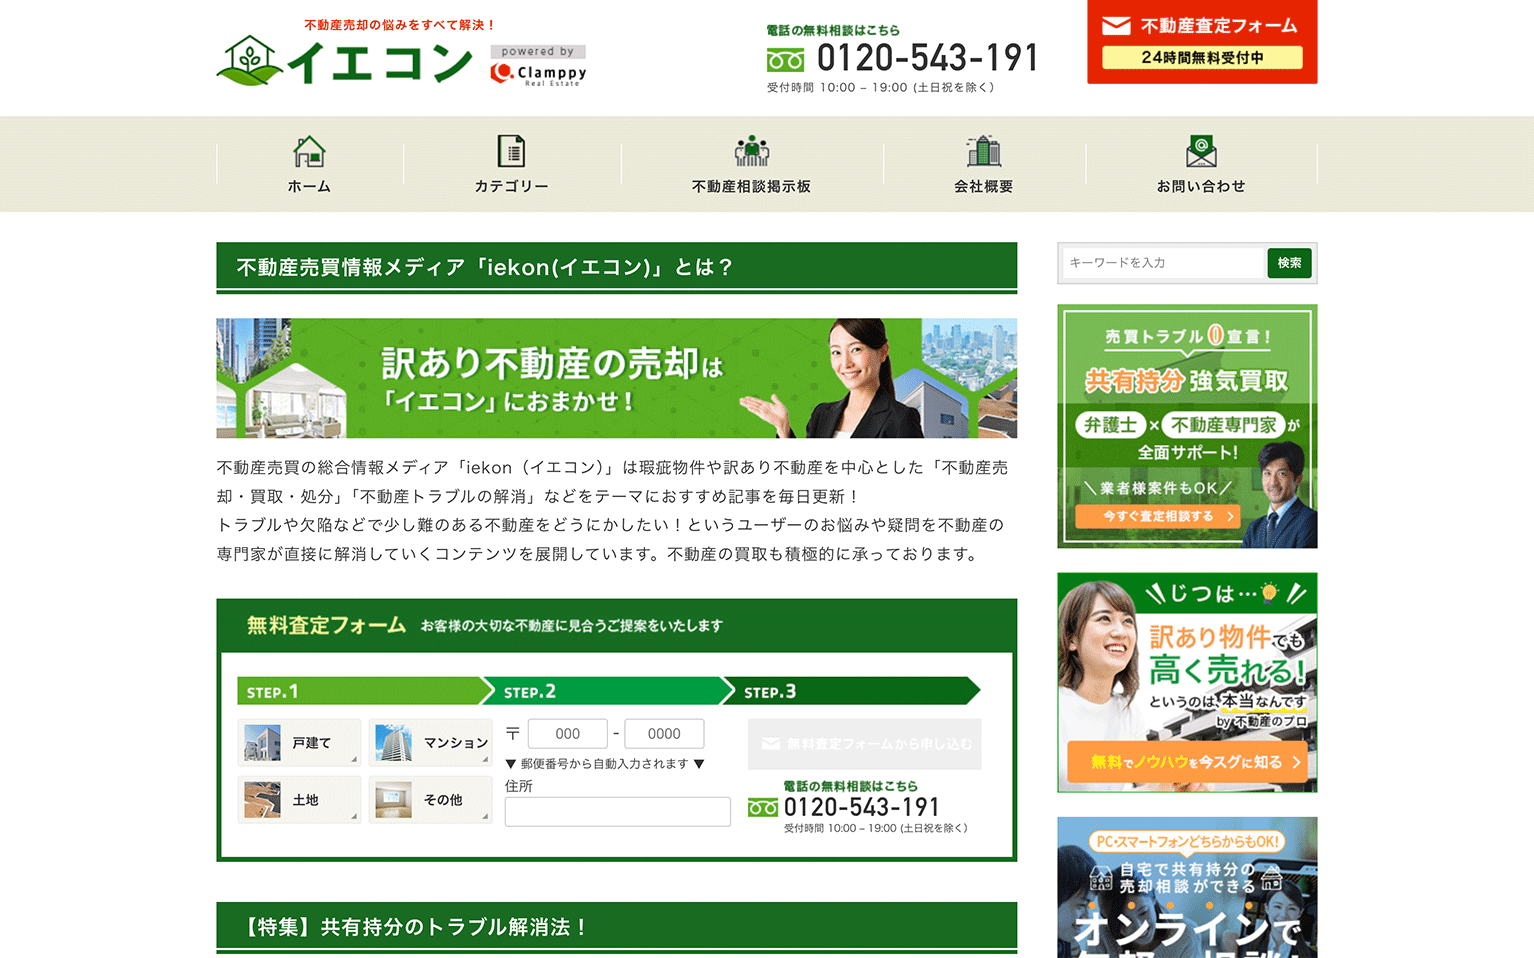 不動産売却の悩みをすべて解決！
イエコン
powered by
Clamppy
Real Estate
電話の無料相談はこちら
0120-543-191
受付時間 10:00 – 19:00 (土日祝を除く)
不動産査定フォーム
24時間無料受付中
ホーム
カテゴリー
不動産相談掲示板
会社概要
お問い合わせ
不動産売買情報メディア「iekon(イエコン)」とは？
訳あり不動産の売却は
「イエコン」におまかせ！
不動産売買の総合情報メディア「iekon（イエコン）」は瑕疵物件や訳あり不動産を中心とした「不動産売
却・買取・処分」「不動産トラブルの解消」などをテーマにおすすめ記事を毎日更新！
トラブルや欠陥などで少し難のある不動産をどうにかしたい！というユーザーのお悩みや疑問を不動産の
専門家が直接に解消していくコンテンツを展開しています。不動産の買取も積極的に承っております。
無料査定フォーム お客様の大切な不動産に見合うご提案をいたします
STEP.1
STEP.2
STEP.3
戸建て
マンション
土地
その他
〒 000 - 0000
▼ 郵便番号から自動入力されます ▼
住所
無料査定フォームから申し込む
電話の無料相談はこちら
0120-543-191
受付時間 10:00 – 19:00 (土日祝を除く)
【特集】共有持分のトラブル解消法！
キーワードを入力
検索
売買トラブル0宣言！
共有持分強気買取
弁護士×不動産専門家が
全面サポート！
＼業者様案件もOK／
今すぐ査定相談する
じつは…
訳あり物件でも
高く売れる！
というのは、本当なんです
by 不動産のプロ
無料でノウハウを今スグに知る
PC・スマートフォンどちらからもOK！
自宅で共有持分の
売却相談ができる
オンラインで